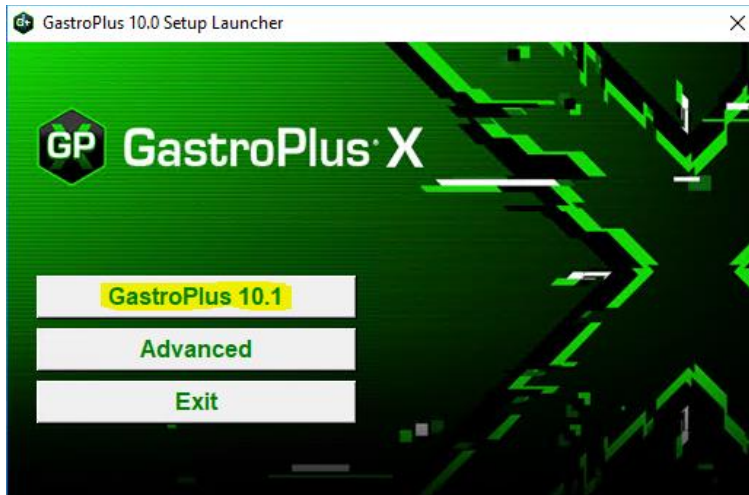 GastroPlus 10.0 Setup Launcher
GP GastroPlus® X
GastroPlus 10.1
Advanced
Exit